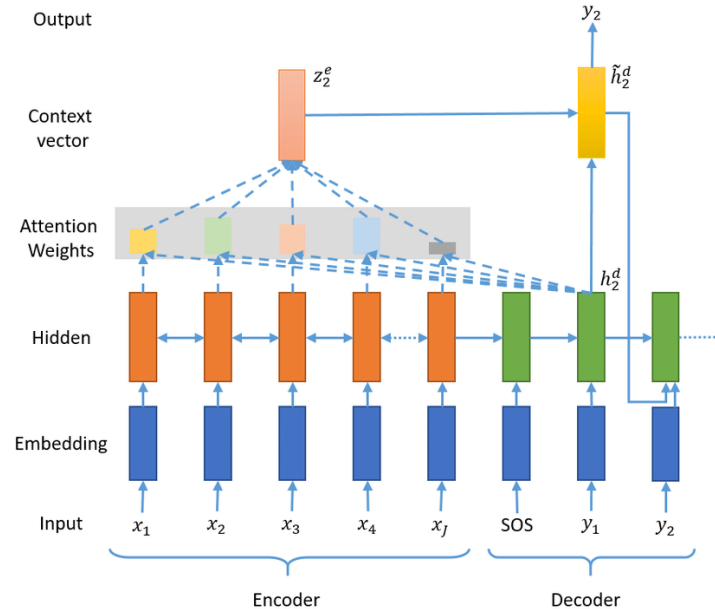 Output
y₂
z₂ᵉ
h̃₂ᵈ
Context
vector
Attention
Weights
h₂ᵈ
Hidden
Embedding
Input x₁ x₂ x₃ x₄ x_J SOS y₁ y₂
Encoder Decoder